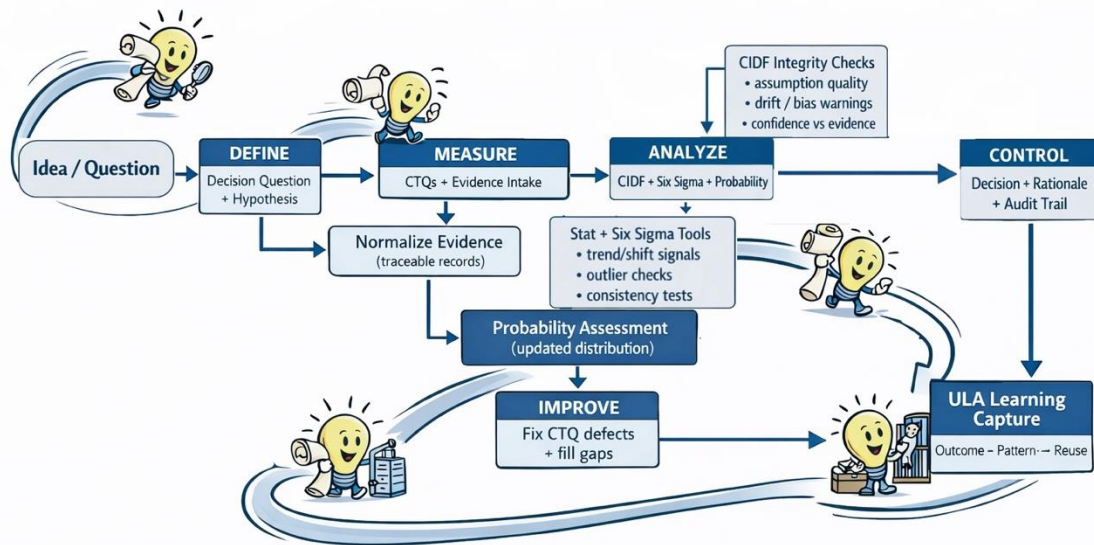 CIDF Integrity Checks
• assumption quality
• drift / bias warnings
• confidence vs evidence
Idea / Question
DEFINE
Decision Question
+ Hypothesis
MEASURE
CTQs + Evidence Intake
ANALYZE
CIDF + Six Sigma + Probability
CONTROL
Decision + Rationale
+ Audit Trail
Normalize Evidence
(traceable records)
Stat + Six Sigma Tools
• trend/shift signals
• outlier checks
• consistency tests
Probability Assessment
(updated distribution)
IMPROVE
Fix CTQ defects
+ fill gaps
ULA Learning
Capture
Outcome – Pattern → Reuse